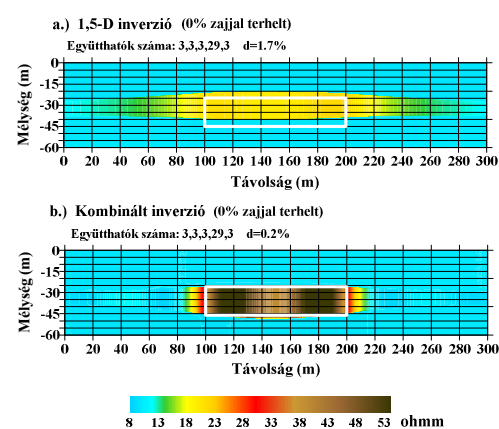 a.) 1,5-D inverzió (0% zajjal terhelt)
Együtthatók száma: 3,3,3,29,3 d=1.7%
Mélység (m)
0
-15
-30
-45
-60
0 20 40 60 80 100 120 140 160 180 200 220 240 260 280 300
Távolság (m)
b.) Kombinált inverzió (0% zajjal terhelt)
Együtthatók száma: 3,3,3,29,3 d=0.2%
Mélység (m)
0
-15
-30
-45
-60
0 20 40 60 80 100 120 140 160 180 200 220 240 260 280 300
Távolság (m)
8 13 18 23 28 33 38 43 48 53 ohmm